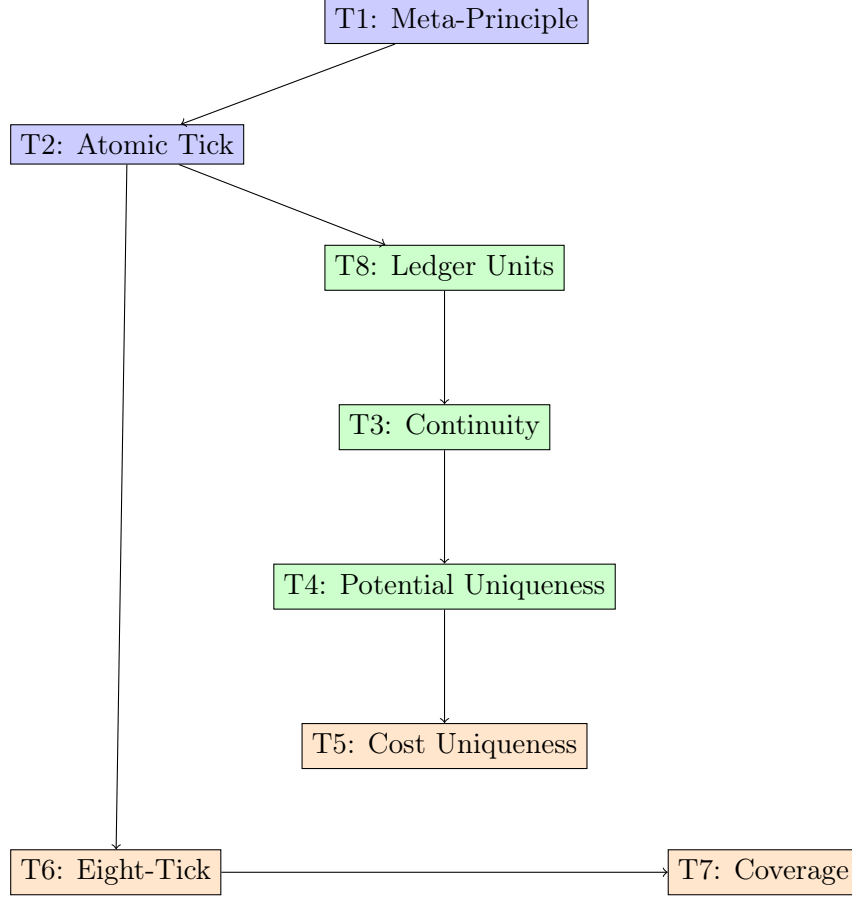 T1: Meta-Principle
T2: Atomic Tick
T8: Ledger Units
T3: Continuity
T4: Potential Uniqueness
T5: Cost Uniqueness
T6: Eight-Tick
T7: Coverage